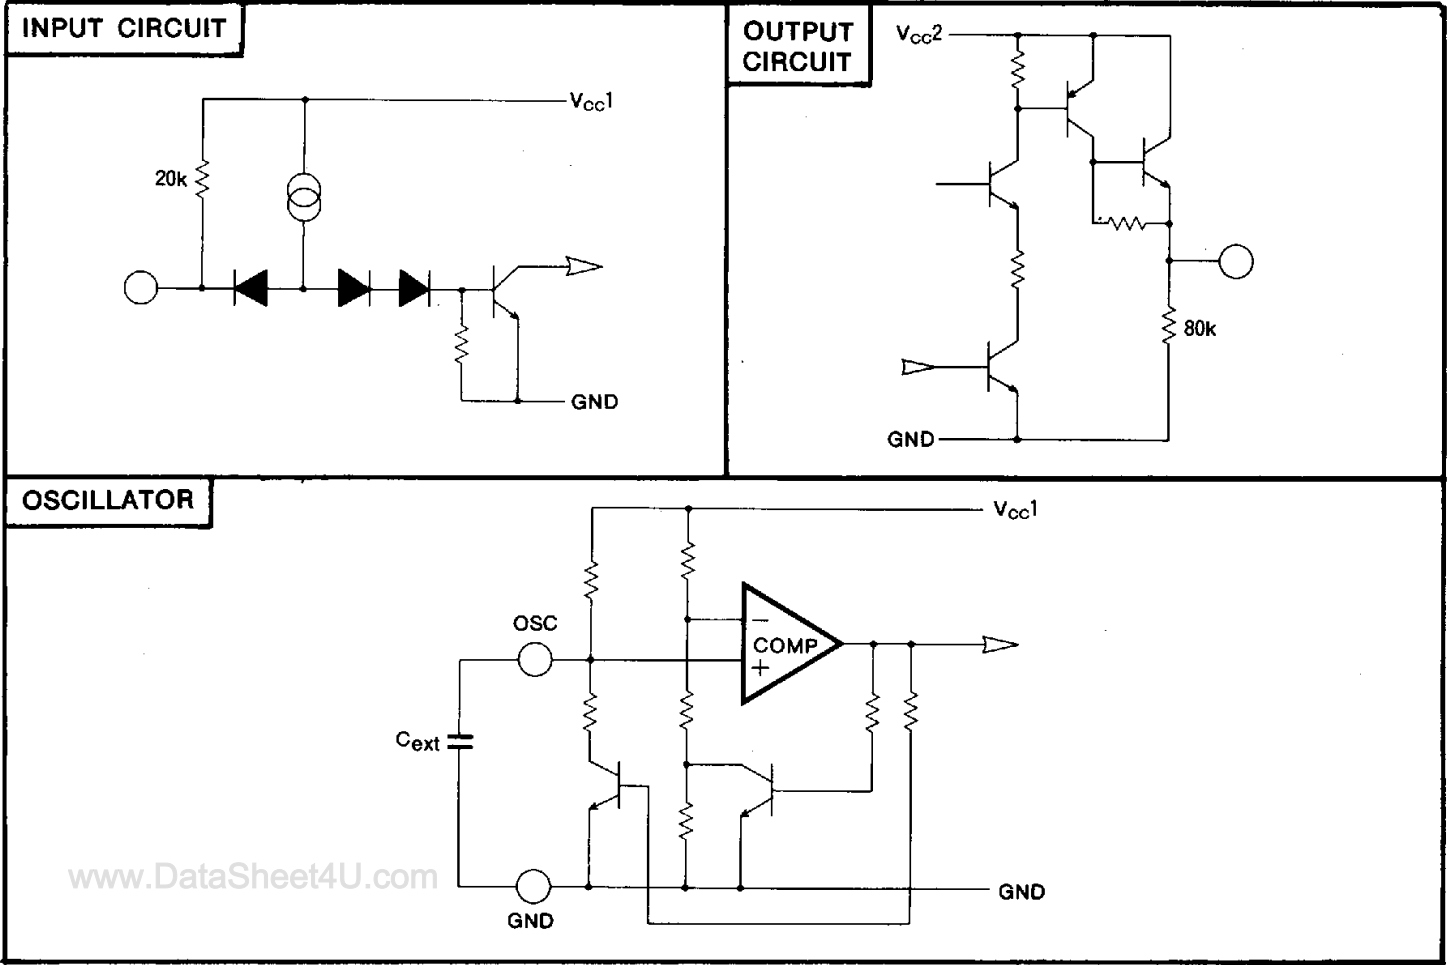 INPUT CIRCUIT
VCC1
20k
GND
OUTPUT
CIRCUIT
VCC2
80k
GND
OSCILLATOR
VCC1
OSC
−
COMP
+
Cext
www.DataSheet4U.com
GND
GND